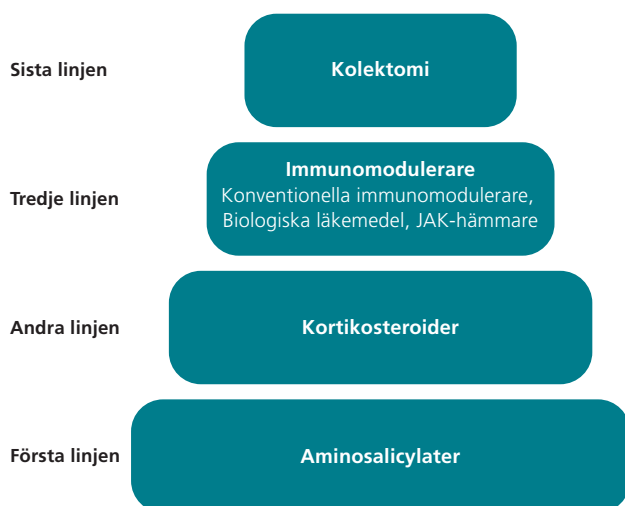 Sista linjen
Kolektomi
Tredje linjen
Immunomodulerare
Konventionella immunomodulerare,
Biologiska läkemedel, JAK-hämmare
Andra linjen
Kortikosteroider
Första linjen
Aminosalicylater